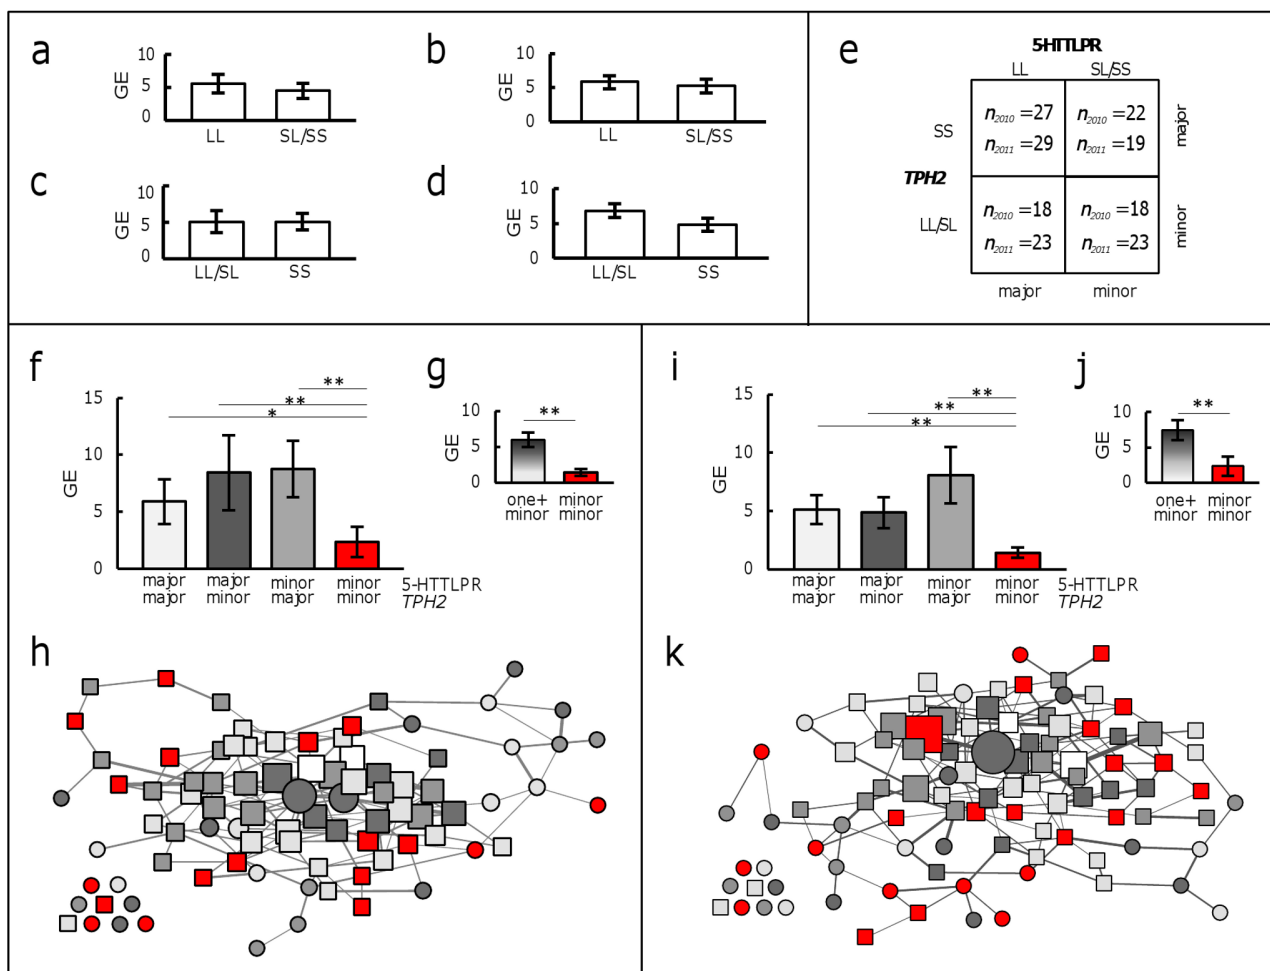 a
GE
10
5
0
LL SL/SS
b
GE
10
5
0
LL SL/SS
c
GE
10
5
0
LL/SL SS
d
GE
10
5
0
LL/SL SS
e
5-HTTLPR
LL SL/SS
SS
n2010 =27 n2010 =22
n2011 =29 n2011 =19
major
TPH2
LL/SL
n2010 =18 n2010 =18
n2011 =23 n2011 =23
minor
major minor
f
GE
15
10
5
0
**
**
*
major major minor minor 5-HTTLPR
major minor major minor TPH2
g
GE
10
5
0
**
one+ minor
minor minor
h
i
GE
15
10
5
0
**
**
**
major major minor minor 5-HTTLPR
major minor major minor TPH2
j
GE
10
5
0
**
one+ minor
minor minor
k